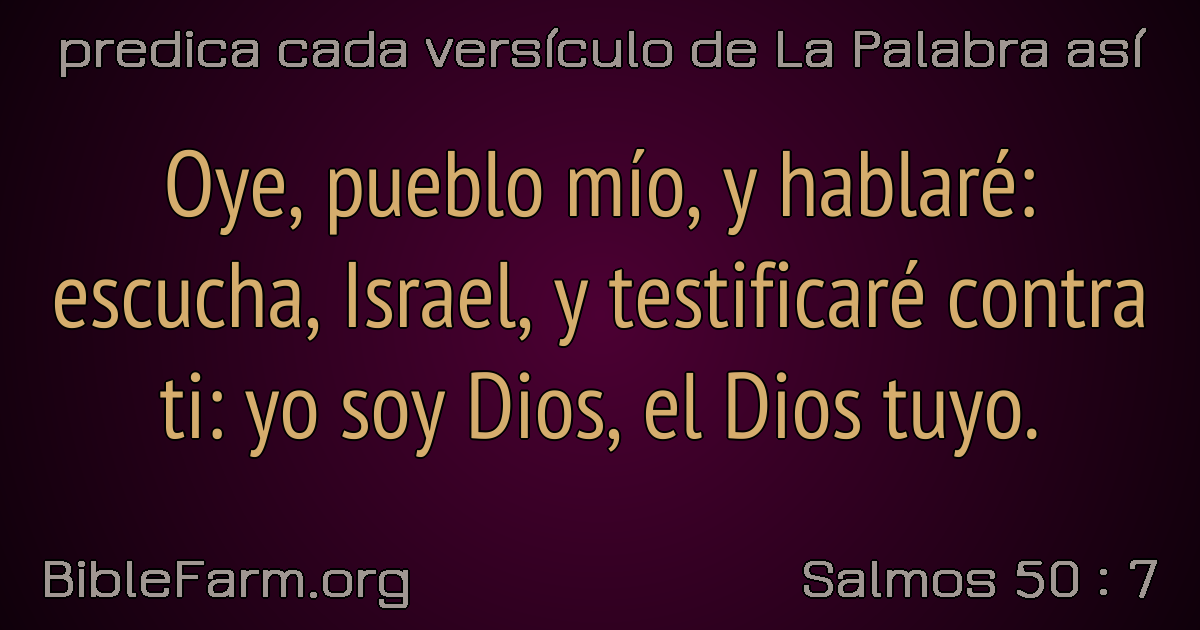 predica cada versículo de La Palabra así
Oye, pueblo mío, y hablaré:
escucha, Israel, y testificaré contra
ti: yo soy Dios, el Dios tuyo.
BibleFarm.org
Salmos 50 : 7